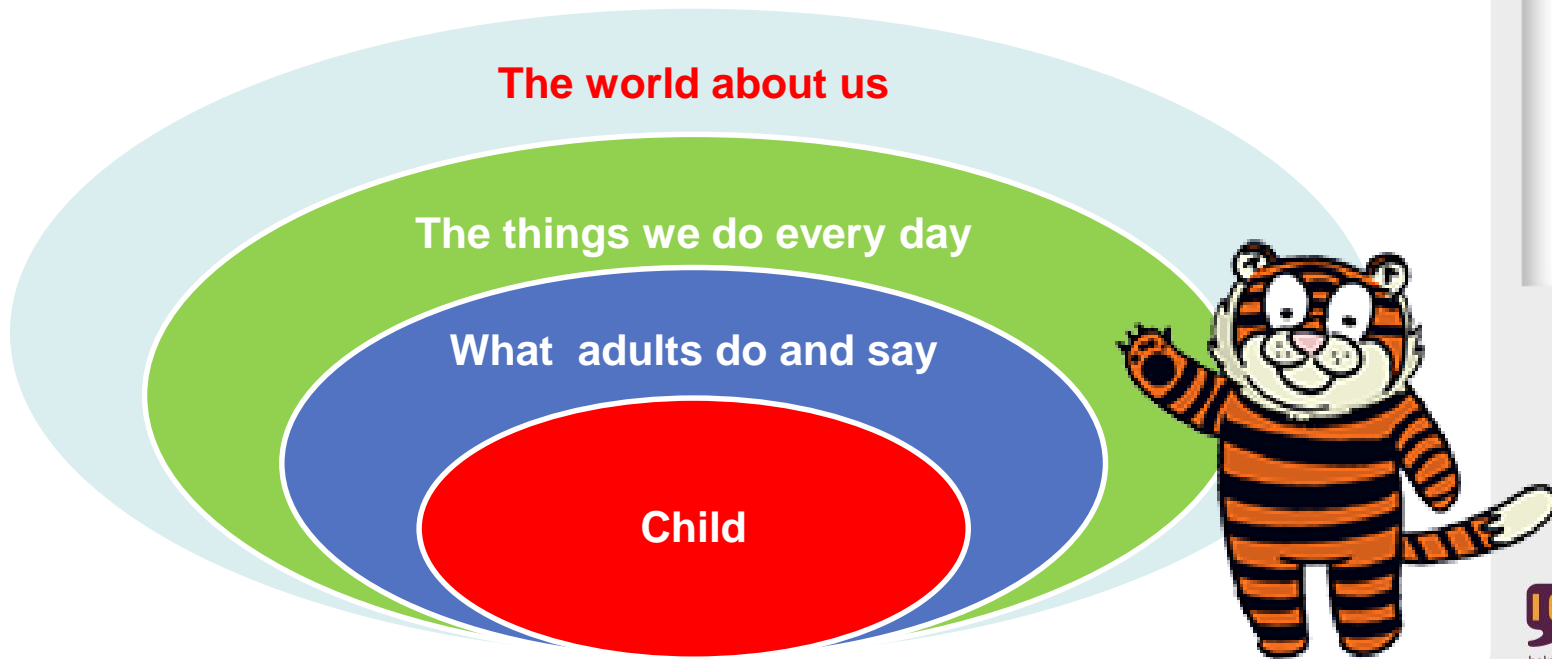 The world about us
The things we do every day
What  adults do and say
Child